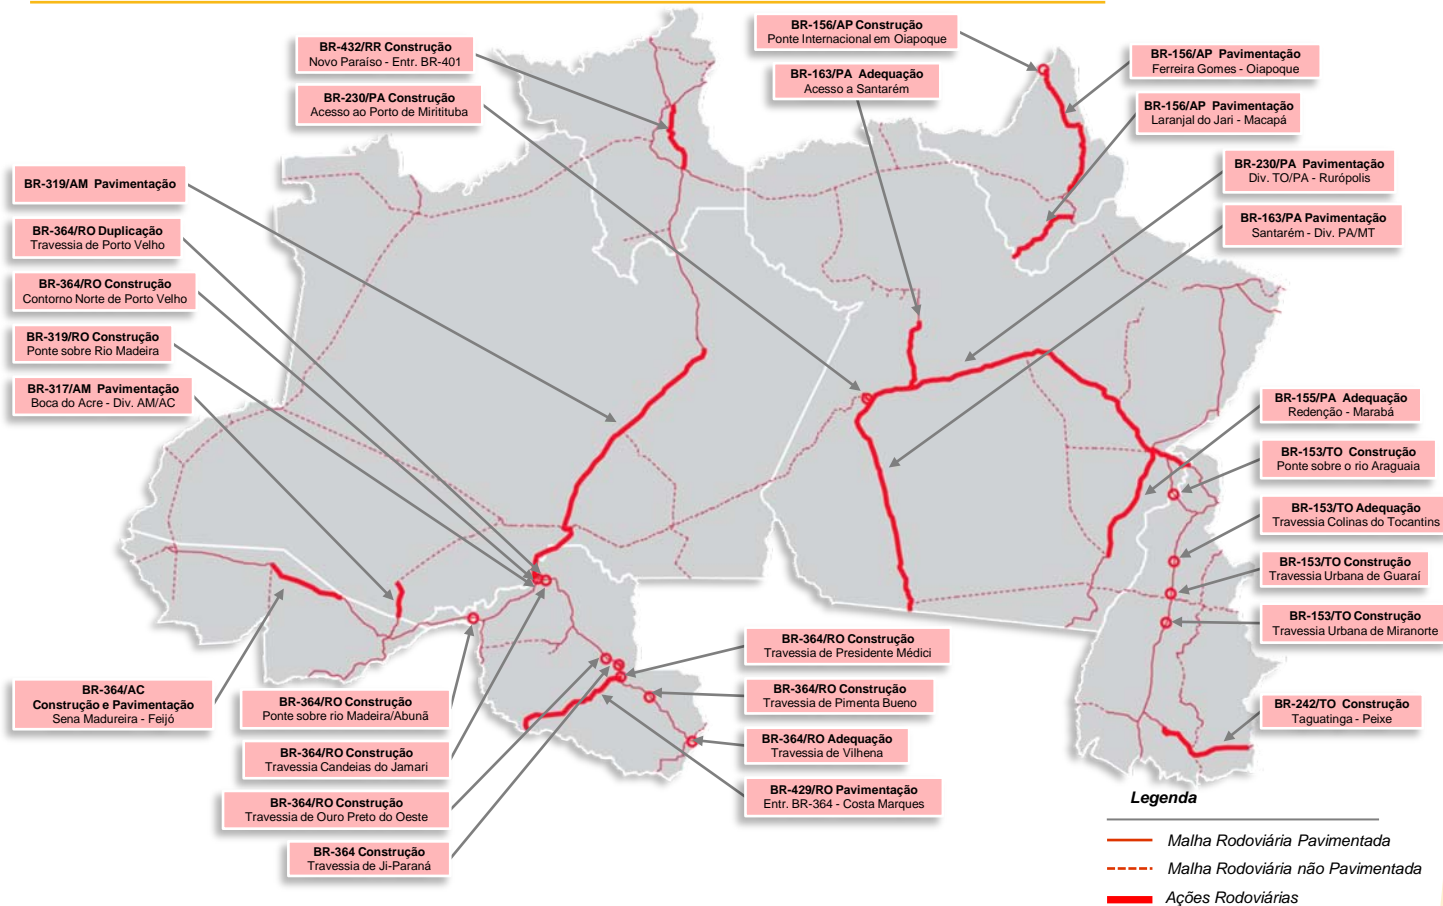 BR-156/AP Construção
Ponte Internacional em Oiapoque
BR-432/RR Construção
Novo Paraíso - Entr. BR-401
BR-156/AP  Pavimentação
Ferreira Gomes - Oiapoque
BR-163/PA  Adequação
Acesso a Santarém
BR-230/PA Construção
Acesso ao Porto de Miritituba
BR-156/AP  Pavimentação
Laranjal do Jari - Macapá
BR-230/PA  Pavimentação
Div. TO/PA - Rurópolis
BR-319/AM  Pavimentação
BR-163/PA Pavimentação
Santarém - Div. PA/MT
BR-364/RO Duplicação
Travessia de Porto Velho
BR-364/RO Construção
Contorno Norte de Porto Velho
BR-319/RO Construção
Ponte sobre Rio Madeira
BR-317/AM  Pavimentação
Boca do Acre - Div. AM/AC
BR-155/PA  Adequação
Redenção - Marabá
BR-153/TO  Construção
Ponte sobre o rio Araguaia
BR-153/TO Adequação
Travessia Colinas do Tocantins
BR-153/TO Construção
Travessia Urbana de Guaraí
BR-153/TO Construção
Travessia Urbana de Miranorte
BR-364/RO Construção
Travessia de Presidente Médici
BR-364/AC
Construção e Pavimentação
Sena Madureira - Feijó
BR-364/RO Construção
Ponte sobre rio Madeira/Abunã
BR-364/RO Construção
Travessia de Pimenta Bueno
BR-242/TO  Construção
Taguatinga - Peixe
BR-364/RO Construção
Travessia Candeias do Jamari
BR-364/RO Adequação
Travessia de Vilhena
BR-364/RO Construção
Travessia de Ouro Preto do Oeste
BR-429/RO Pavimentação
Entr. BR-364 - Costa Marques
BR-364 Construção
Travessia de Ji-Paraná
Legenda
Malha Rodoviária Pavimentada
Malha Rodoviária não Pavimentada
Ações Rodoviárias